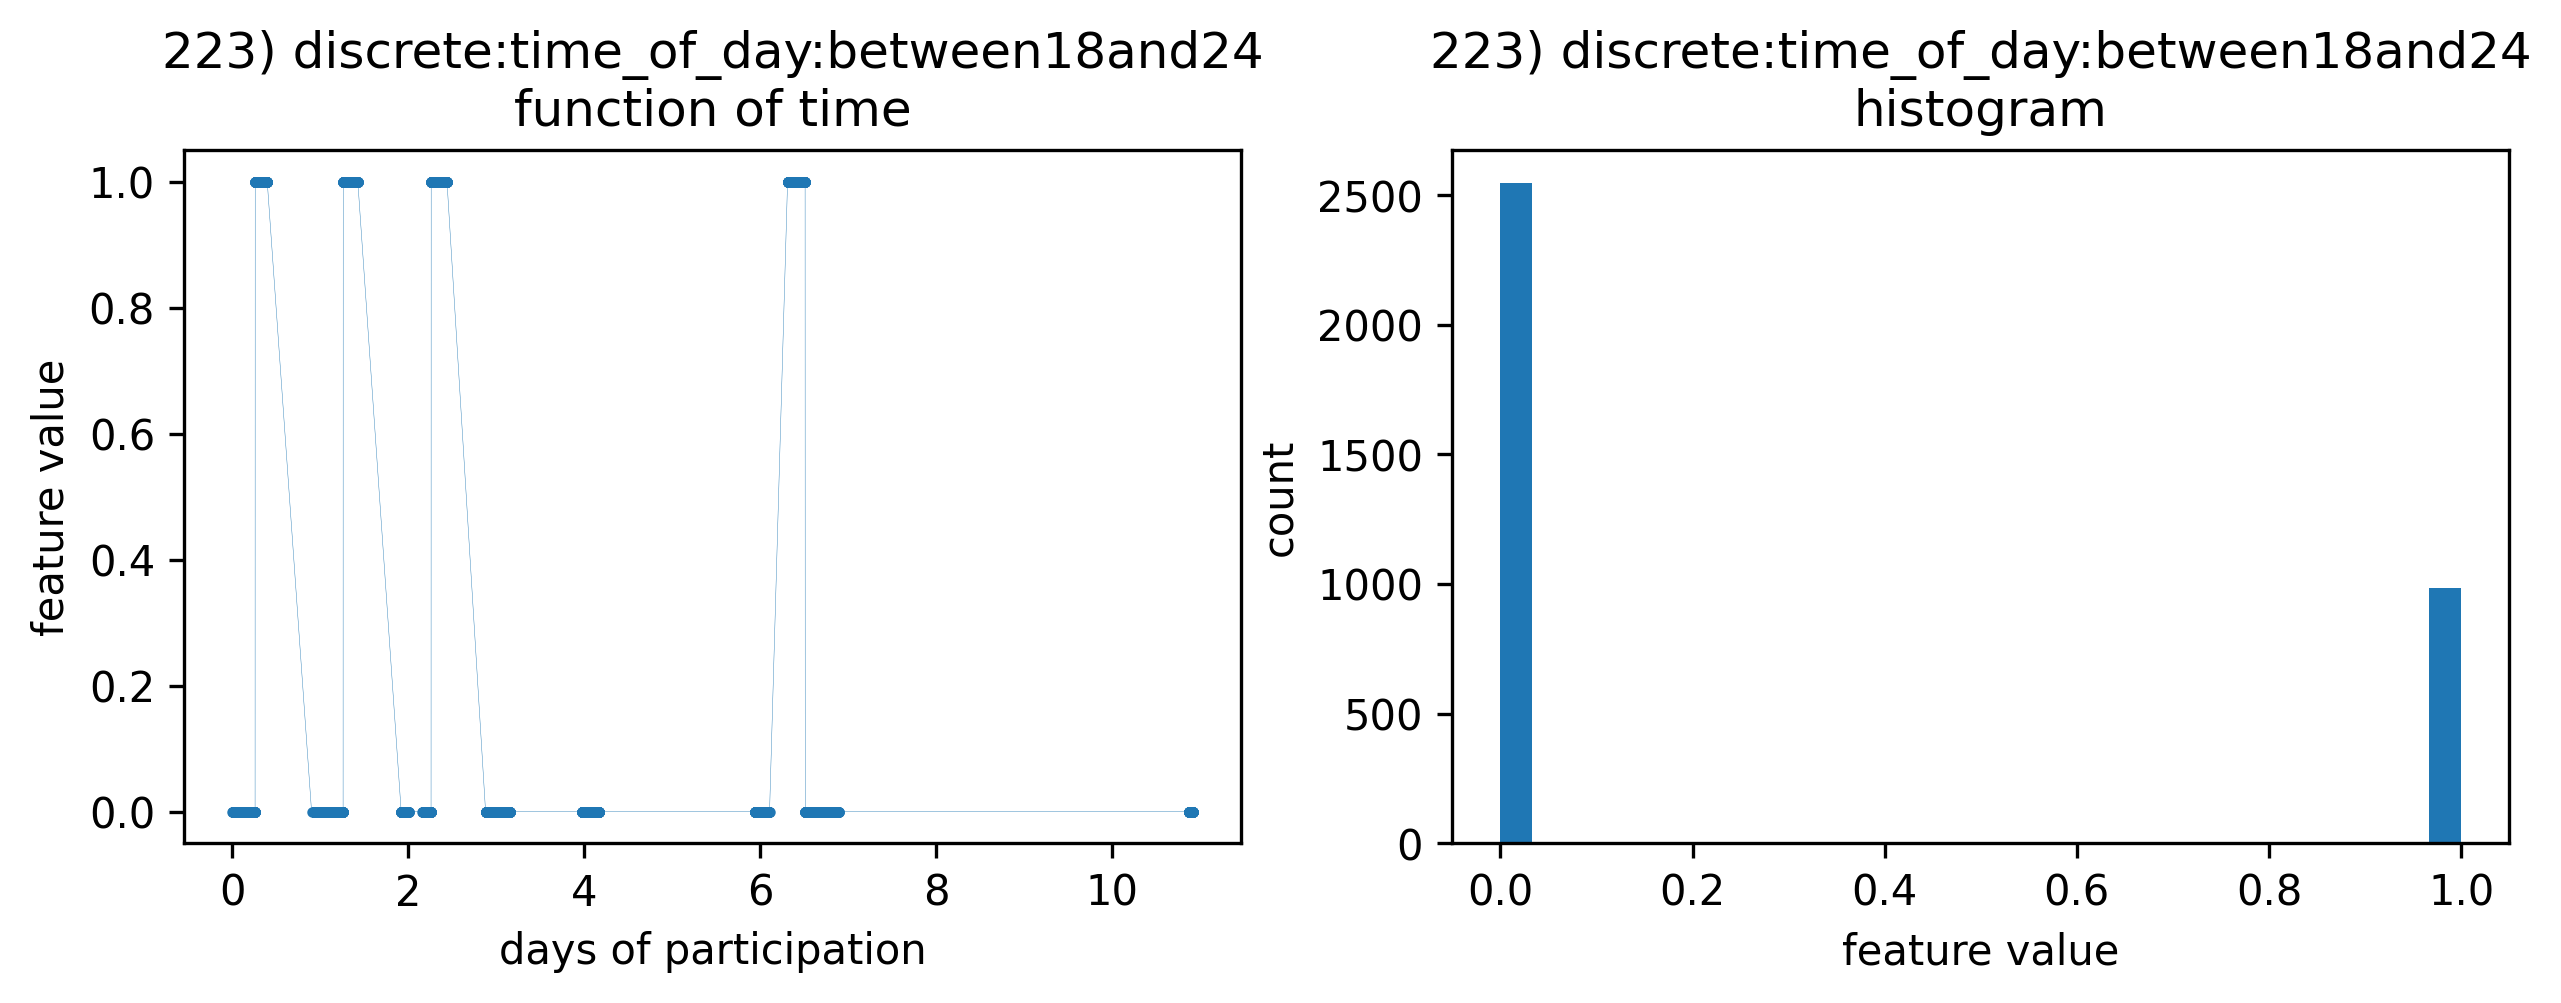 223) discrete:time_of_day:between18and24
function of time
1.0
0.8
0.6
0.4
0.2
0.0
feature value
0 2 4 6 8 10
days of participation
223) discrete:time_of_day:between18and24
histogram
2500
2000
1500
1000
500
0
count
0.0 0.2 0.4 0.6 0.8 1.0
feature value